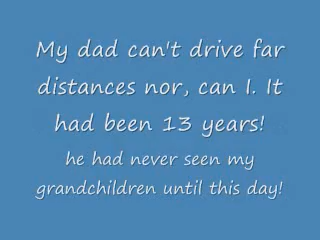 My dad can't drive far
distances nor, can I. It
had been 13 years!
he had never seen my
grandchildren until this day!